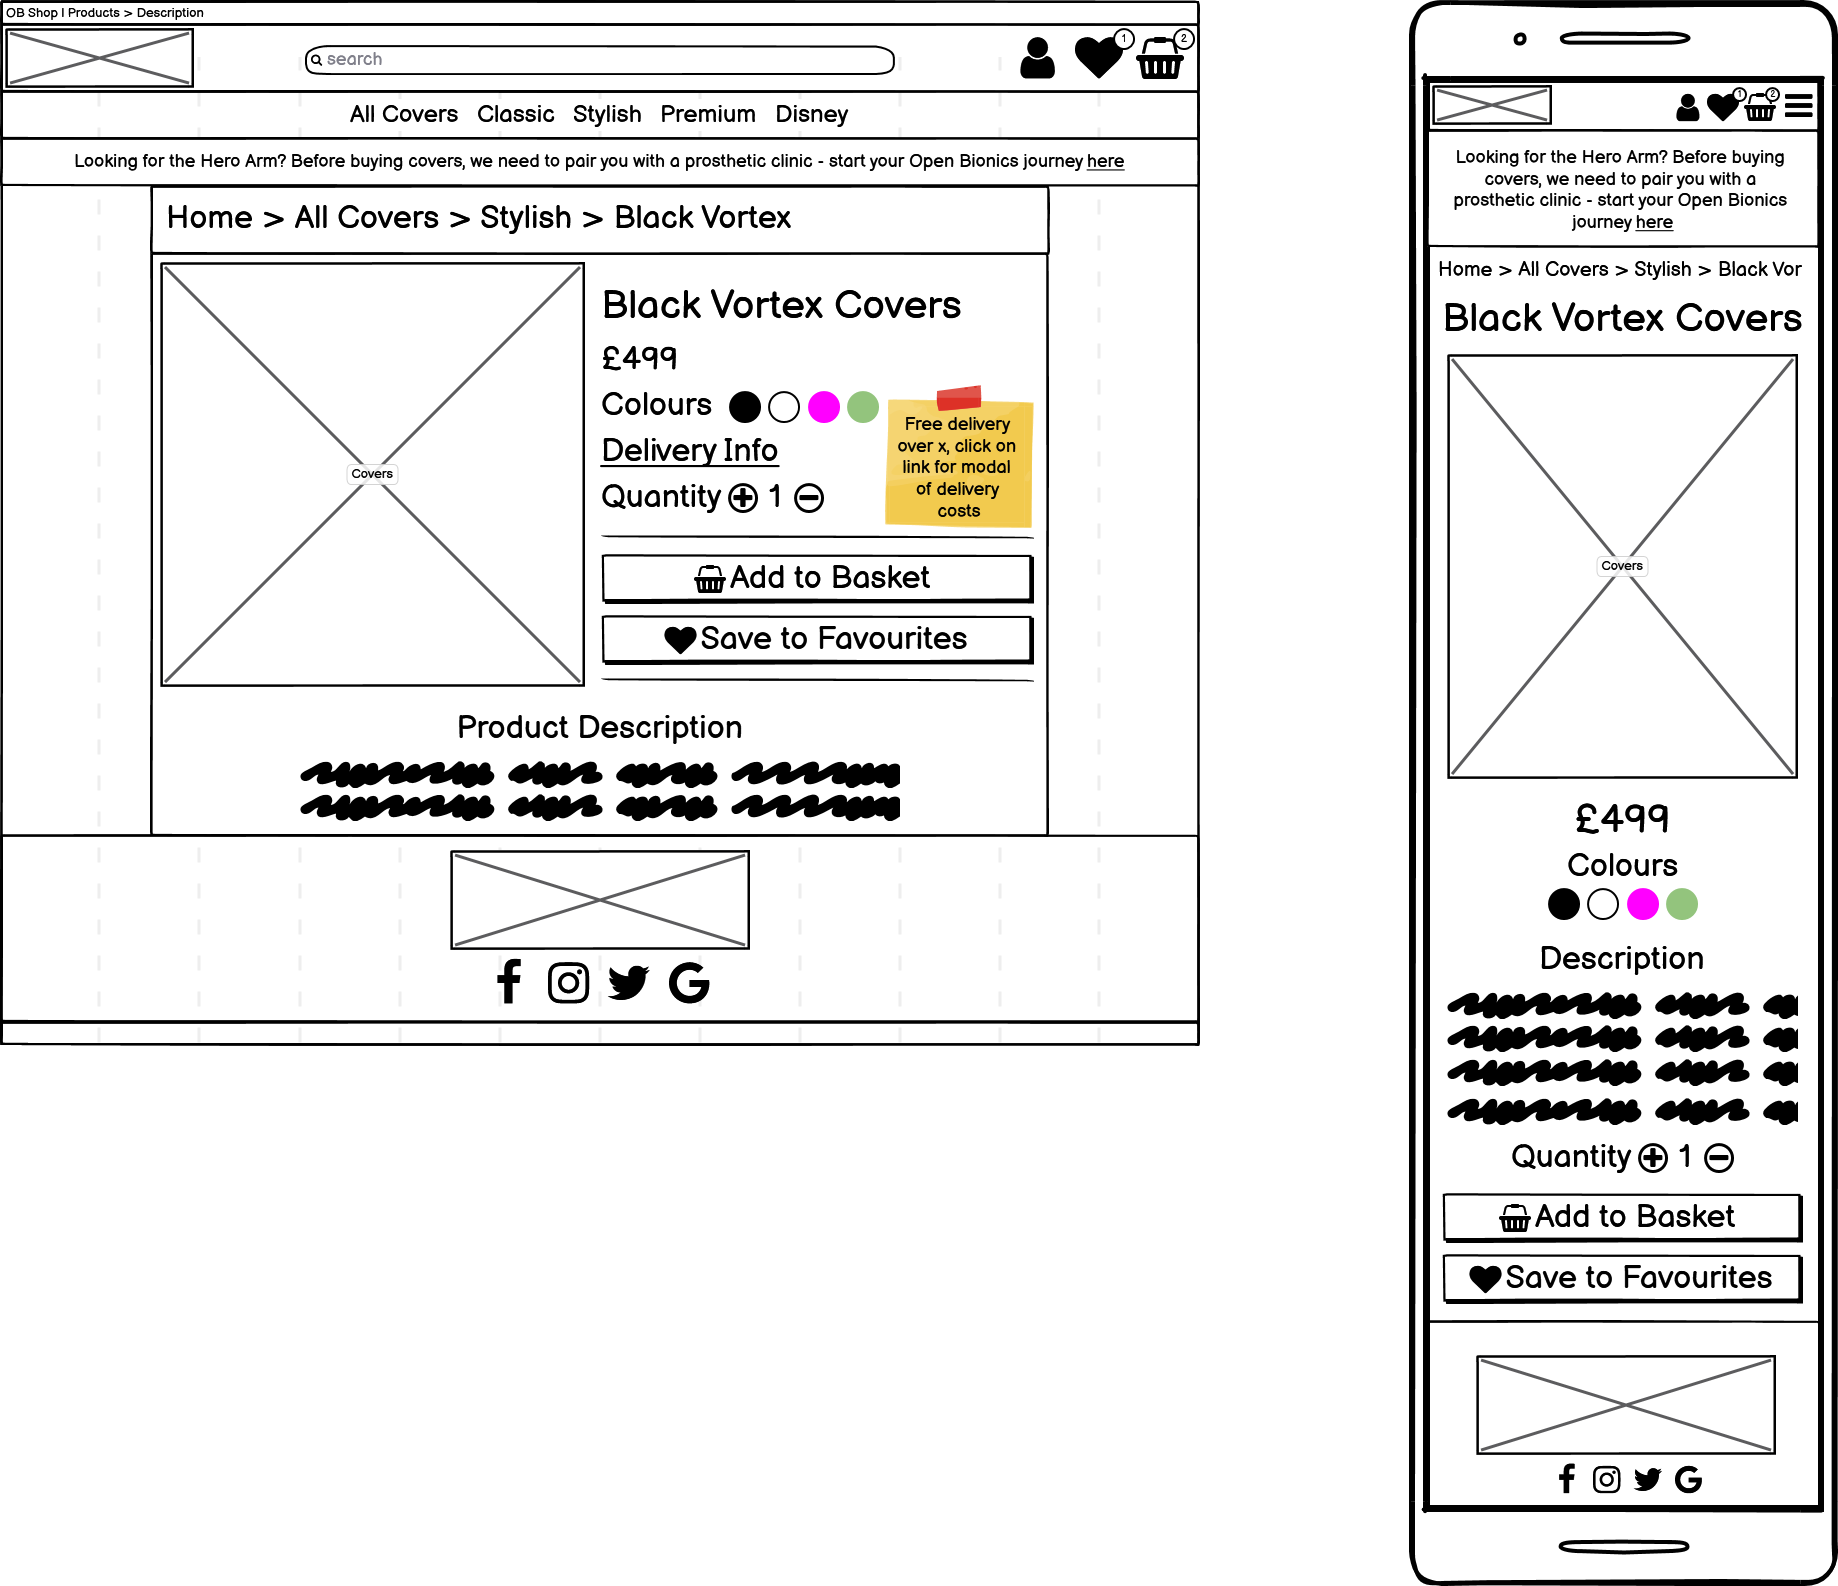 OB Shop | Products > Description
search
1
2
All Covers Classic Stylish Premium Disney
Looking for the Hero Arm? Before buying covers, we need to pair you with a prosthetic clinic - start your Open Bionics journey here
Home > All Covers > Stylish > Black Vortex
Covers
Black Vortex Covers
£499
Colours
Delivery Info
Quantity 1
Free delivery
over x, click on
link for modal
of delivery
costs
Add to Basket
Save to Favourites
Product Description
1
2
Looking for the Hero Arm? Before buying
covers, we need to pair you with a
prosthetic clinic - start your Open Bionics
journey here
Home > All Covers > Stylish > Black Vor
Black Vortex Covers
Covers
£499
Colours
Description
Quantity 1
Add to Basket
Save to Favourites